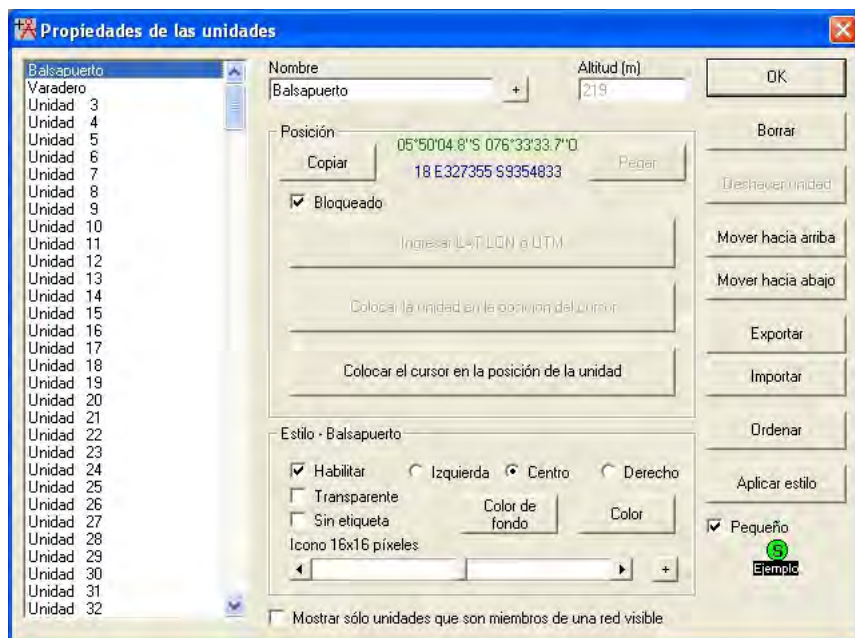 Propiedades de las unidades
Balsapuerto
Varadero
Unidad 3
Unidad 4
Unidad 5
Unidad 6
Unidad 7
Unidad 8
Unidad 9
Unidad 10
Unidad 11
Unidad 12
Unidad 13
Unidad 14
Unidad 15
Unidad 16
Unidad 17
Unidad 18
Unidad 19
Unidad 20
Unidad 21
Unidad 22
Unidad 23
Unidad 24
Unidad 25
Unidad 26
Unidad 27
Unidad 28
Unidad 29
Unidad 30
Unidad 31
Unidad 32
Nombre
Balsapuerto
+
Altitud (m)
219
Posición
Copiar
05°50'04.8"S 076°33'33.7"O
18 E327355 S9354833
Pegar
Bloqueado
Ingresar LAT LON o UTM
Colocar la unidad en la posición del cursor
Colocar el cursor en la posición de la unidad
Estilo - Balsapuerto
Habilitar
Izquierda
Centro
Derecho
Transparente
Sin etiqueta
Color de fondo
Color
Icono 16x16 píxeles
+
Mostrar sólo unidades que son miembros de una red visible
OK
Borrar
Deshacer unidad
Mover hacia arriba
Mover hacia abajo
Exportar
Importar
Ordenar
Aplicar estilo
Pequeño
S
Ejemplo